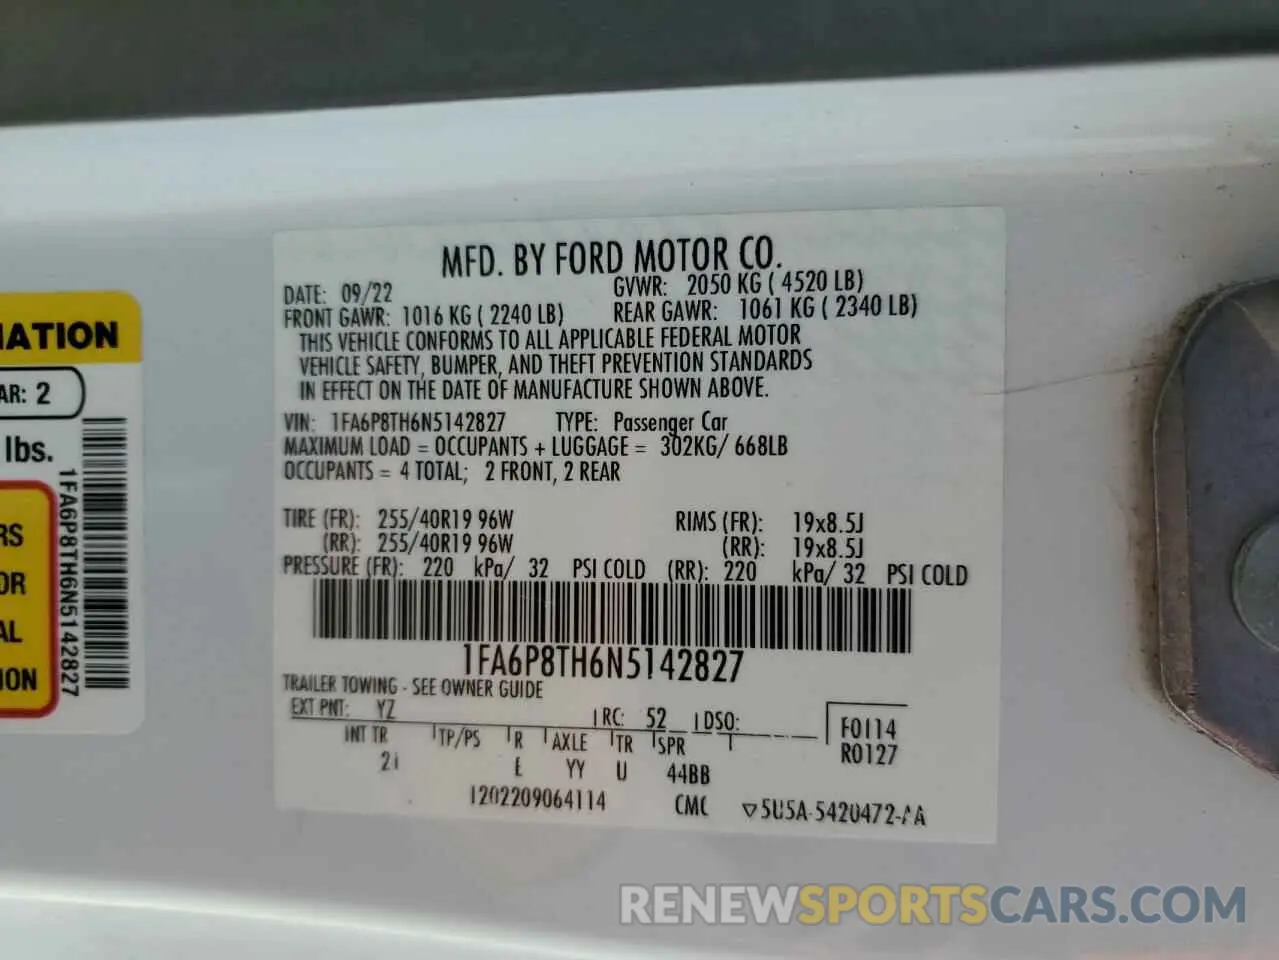 MFD. BY FORD MOTOR CO.
DATE: 09/22
GVWR: 2050 KG ( 4520 LB)
FRONT GAWR: 1016 KG ( 2240 LB)
REAR GAWR: 1061 KG ( 2340 LB)
THIS VEHICLE CONFORMS TO ALL APPLICABLE FEDERAL MOTOR
VEHICLE SAFETY, BUMPER, AND THEFT PREVENTION STANDARDS
IN EFFECT ON THE DATE OF MANUFACTURE SHOWN ABOVE.
VIN: 1FA6P8TH6N5142827 TYPE: Passenger Car
MAXIMUM LOAD = OCCUPANTS + LUGGAGE = 302KG/ 668LB
OCCUPANTS = 4 TOTAL; 2 FRONT, 2 REAR
TIRE (FR): 255/40R19 96W RIMS (FR): 19x8.5J
(RR): 255/40R19 96W (RR): 19x8.5J
PRESSURE (FR): 220 kPa/ 32 PSI COLD (RR): 220 kPa/ 32 PSI COLD
1FA6P8TH6N5142827
TRAILER TOWING - SEE OWNER GUIDE
EXT PNT: YZ RC: 52 DSO:
F0114
R0127
INT TR TP/PS R AXLE TR SPR
2I E YY U 44BB
1202209064114 CMC ▽5U5A-5420472-AA
MATION
AR: 2
lbs.
RS
OR
AL
ION
1FA6P8TH6N5142827
RENEWSPORTSCARS.COM